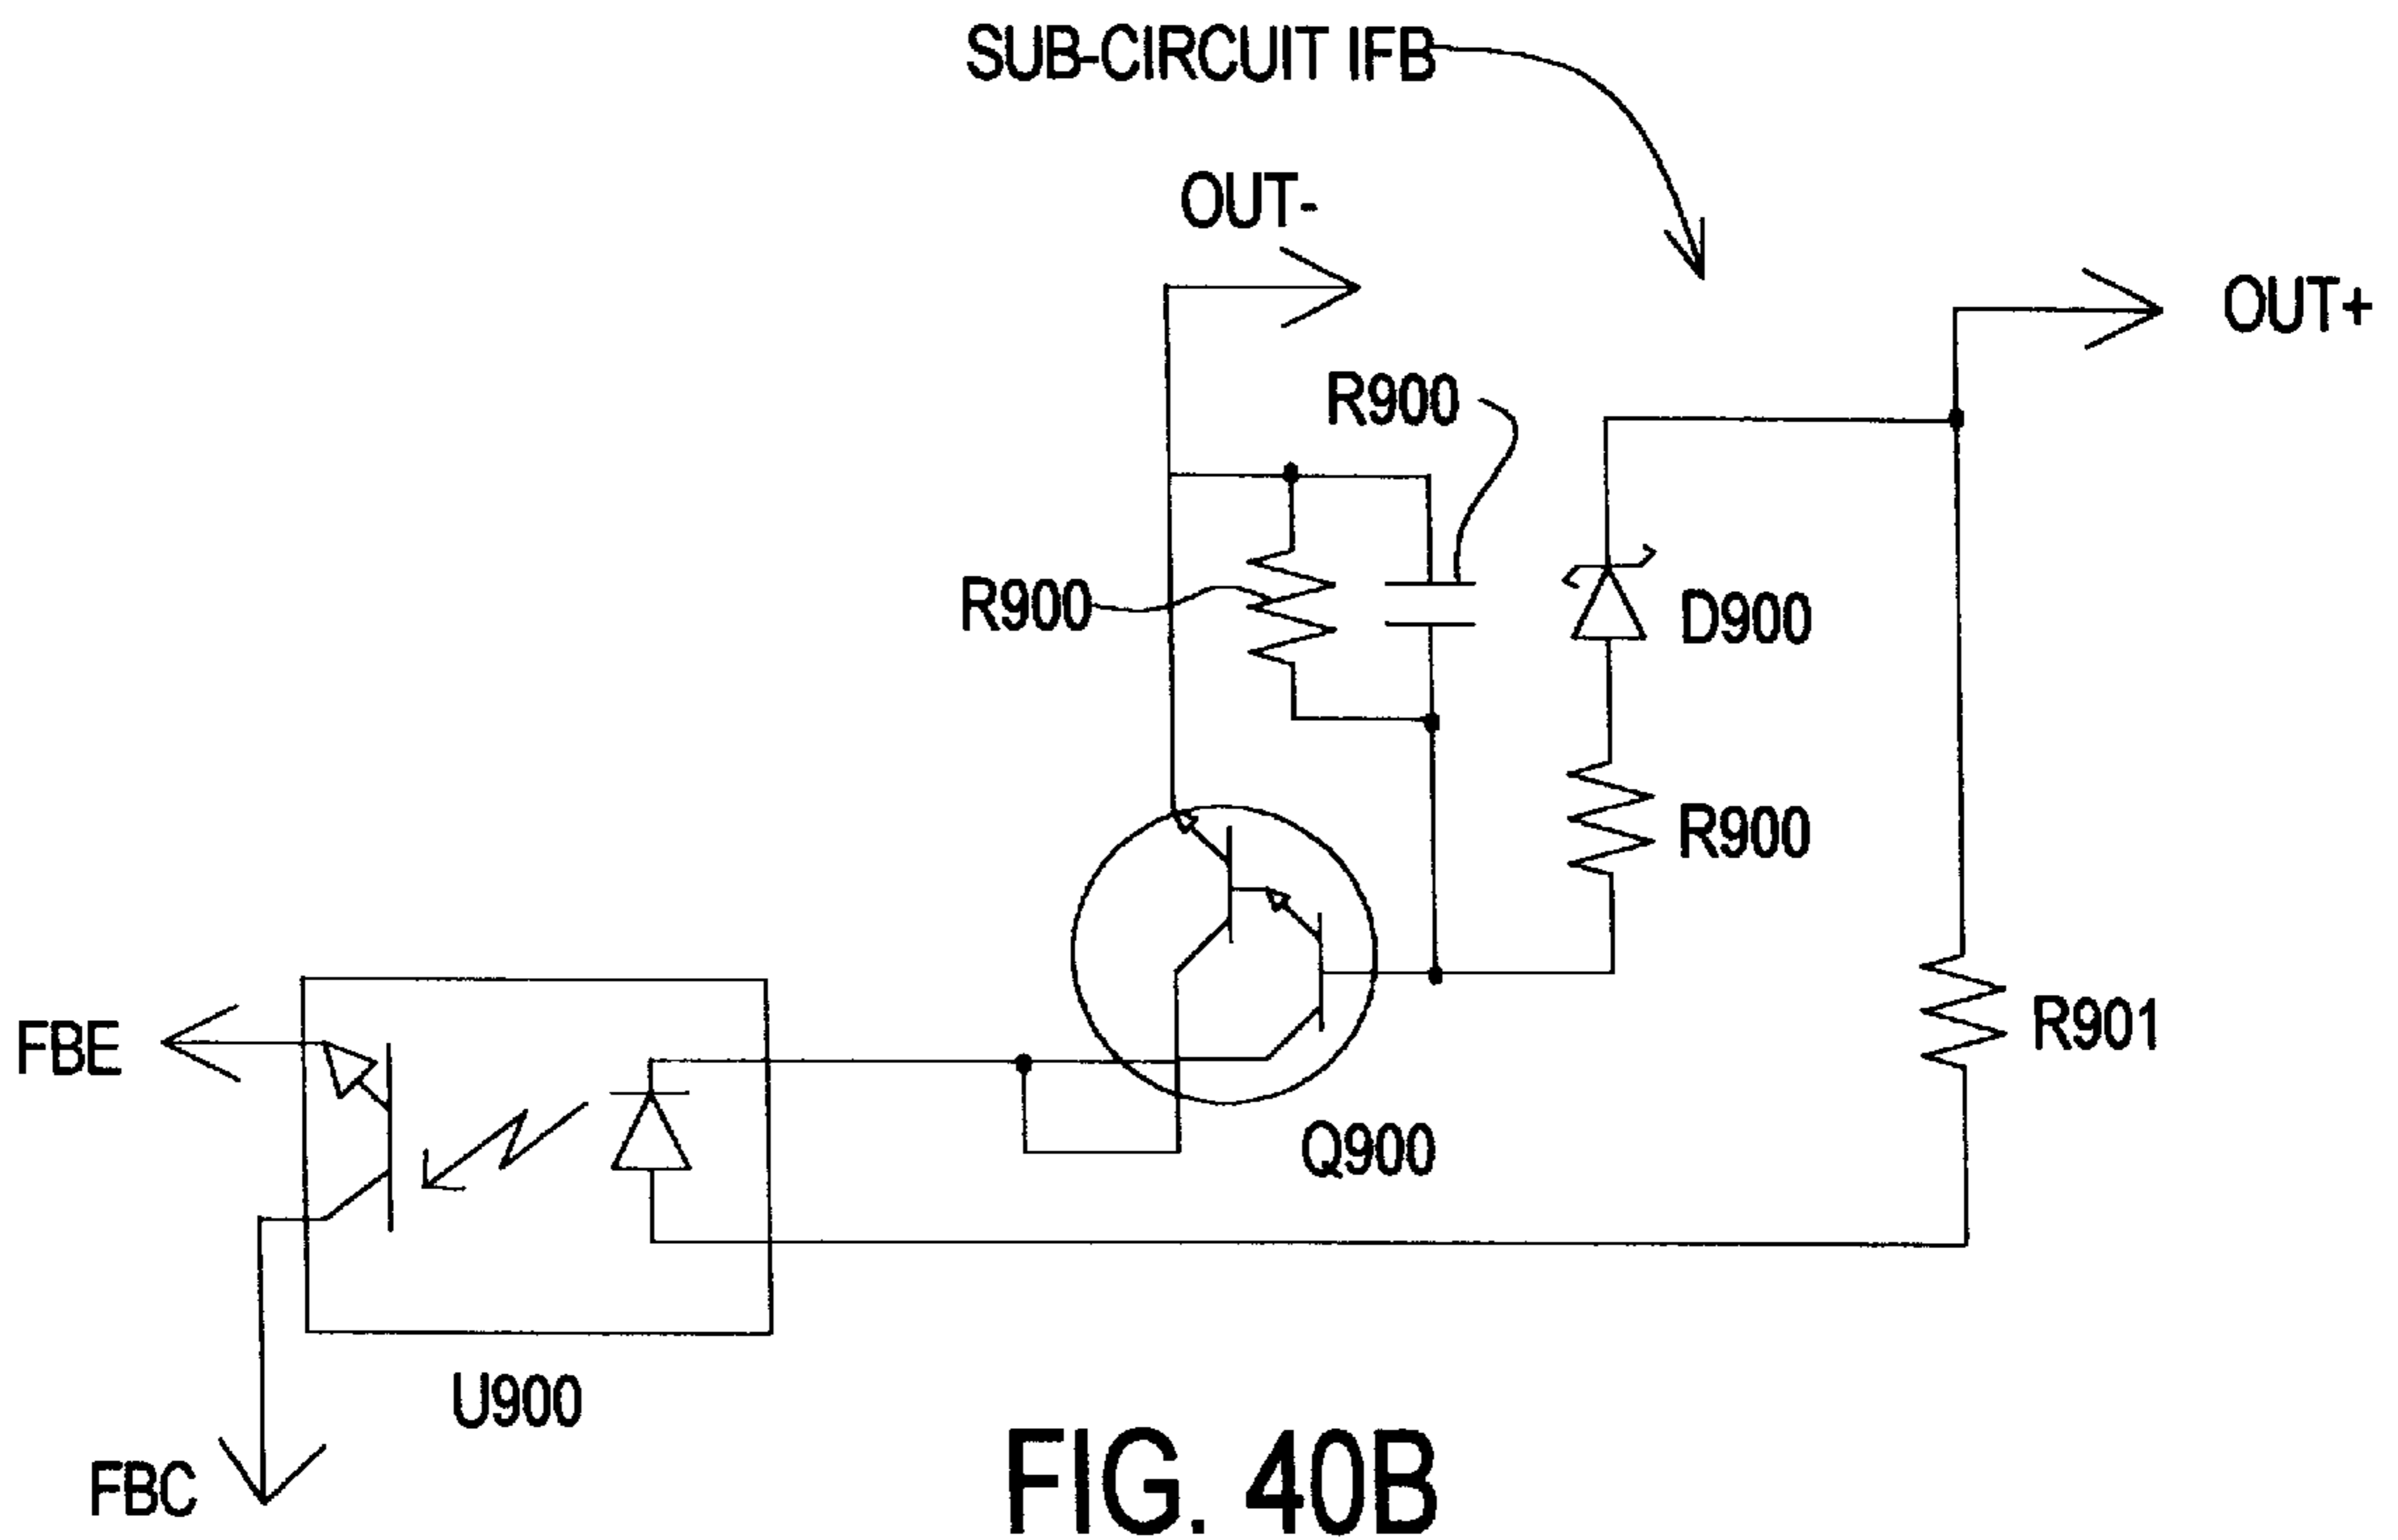 SUB-CIRCUIT IFB
OUT-
OUT+
R900
R900
D900
R900
FBE
R901
Q900
U900
FBC
FIG. 40B